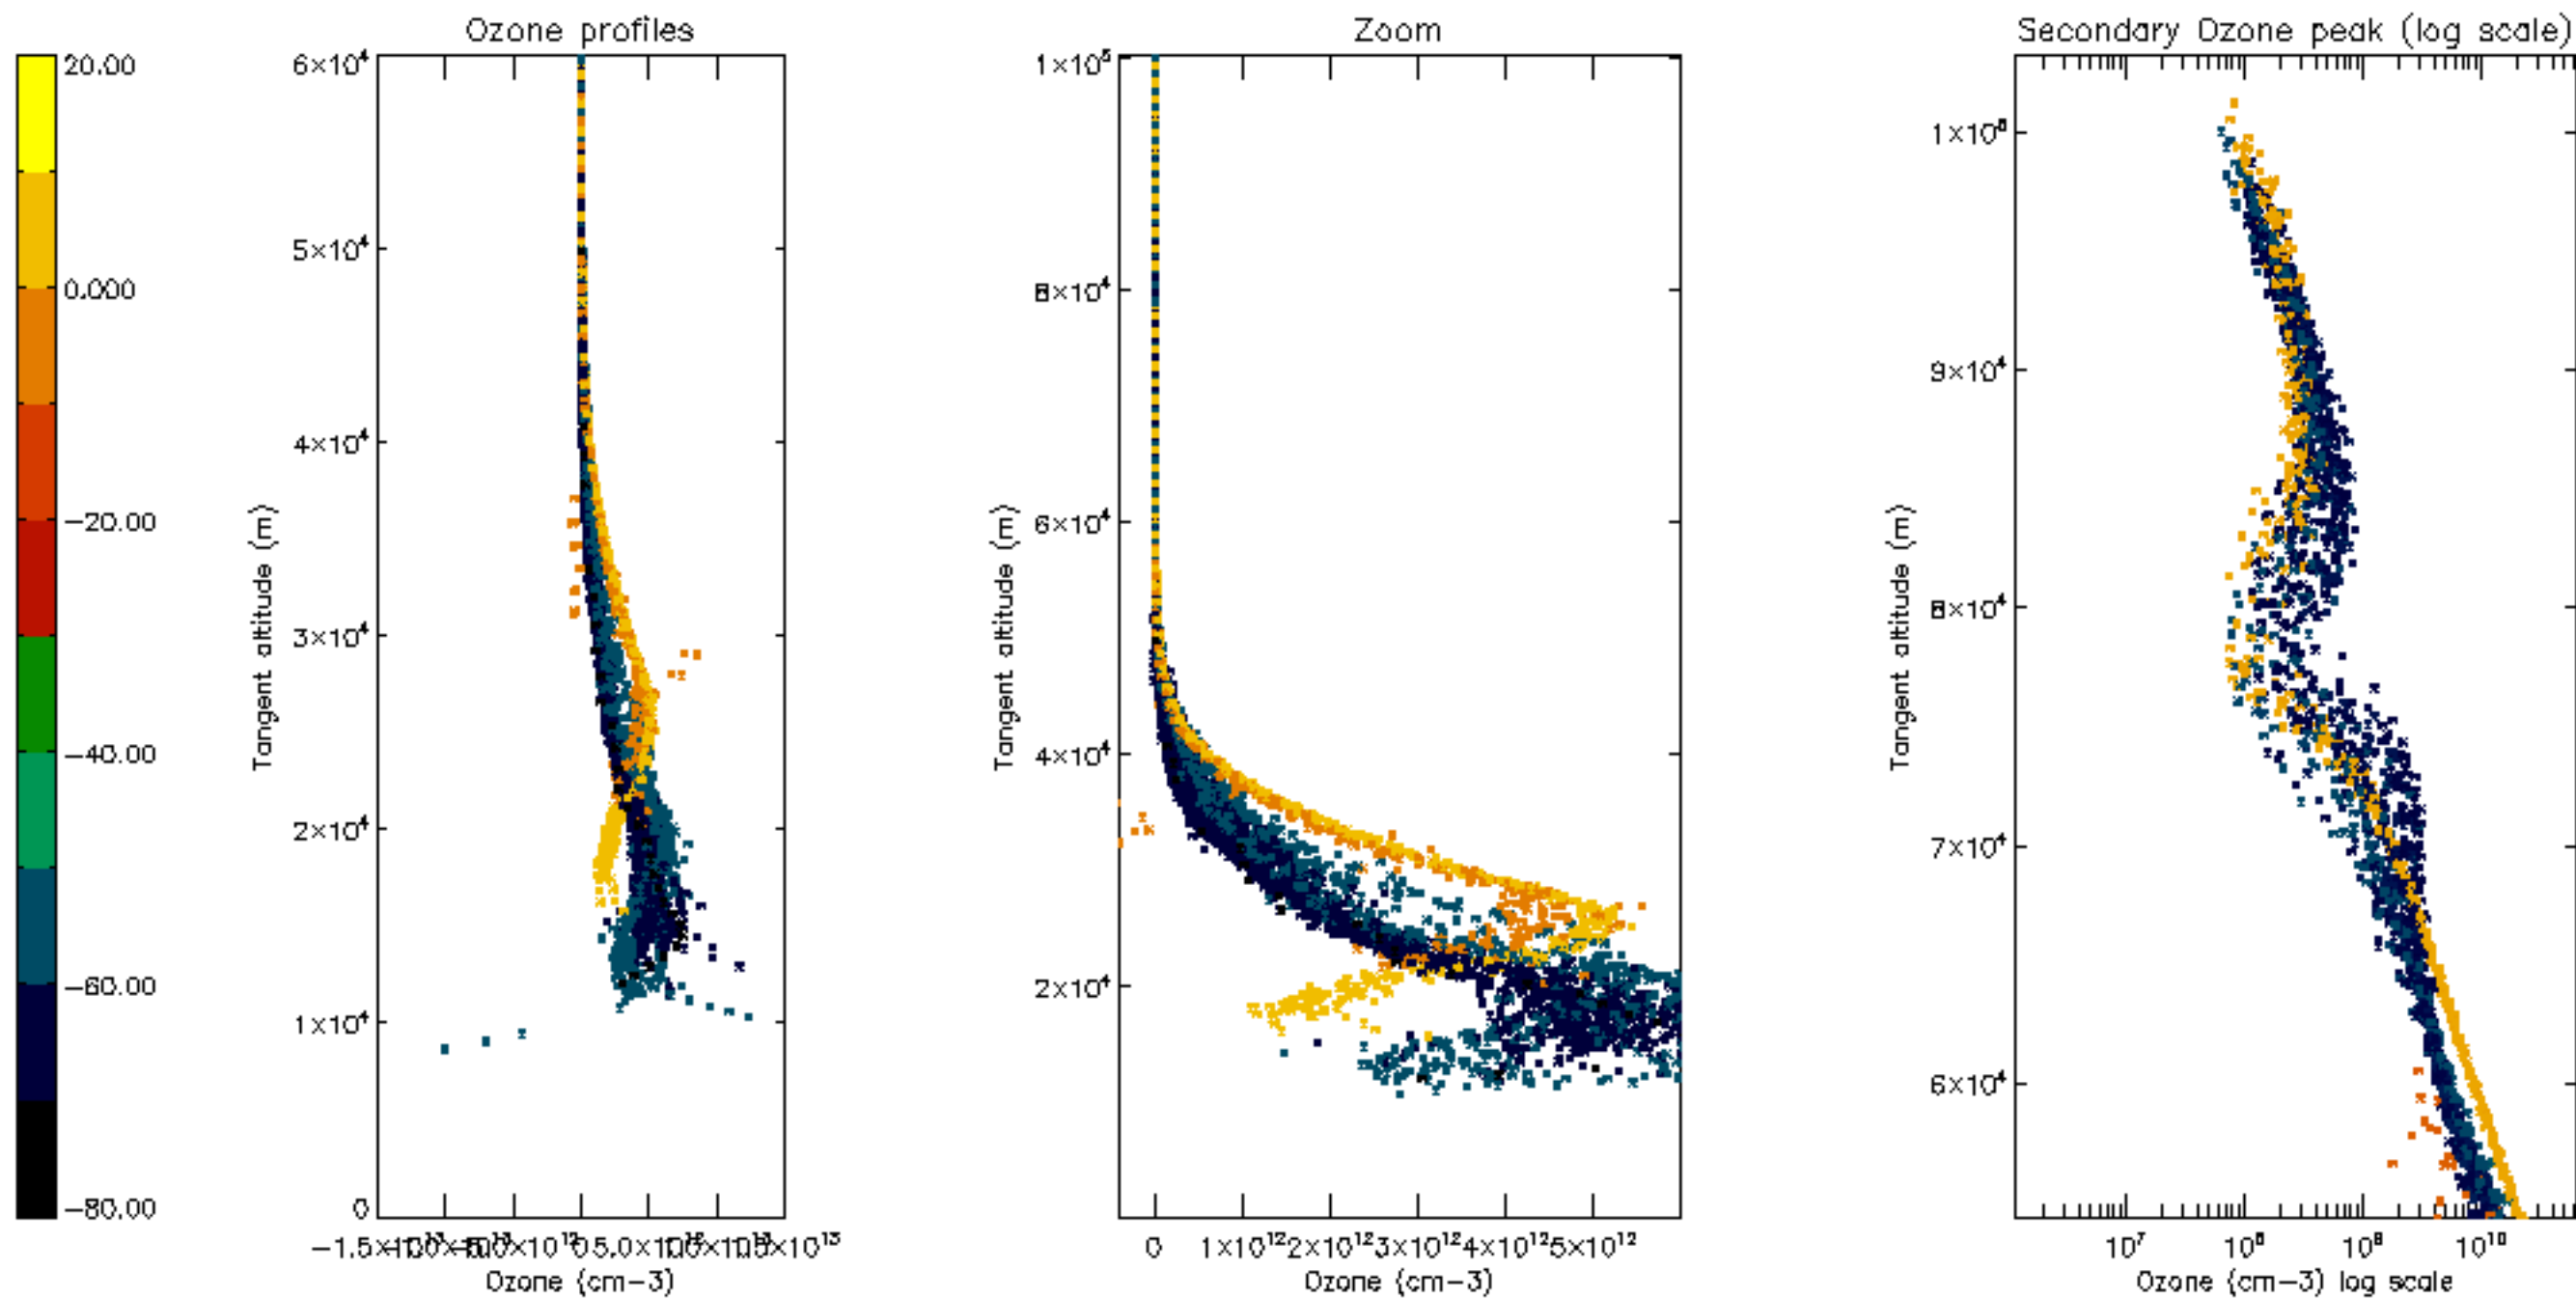 Ozone profiles
Zoom
Secondary Ozone peak (log scale)
20.00
0.000
−20.00
−40.00
−60.00
−80.00
6×10⁴
5×10⁴
4×10⁴
3×10⁴
2×10⁴
1×10⁴
0
Tangent altitude (m)
Ozone (cm−3)
1×10⁵
8×10⁴
6×10⁴
4×10⁴
2×10⁴
Tangent altitude (m)
0 1×10¹² 2×10¹² 3×10¹² 4×10¹² 5×10¹²
Ozone (cm−3)
9×10⁴
8×10⁴
7×10⁴
6×10⁴
Tangent altitude (m)
10⁷ 10⁸ 10⁹ 10¹⁰
Ozone (cm−3) log scale